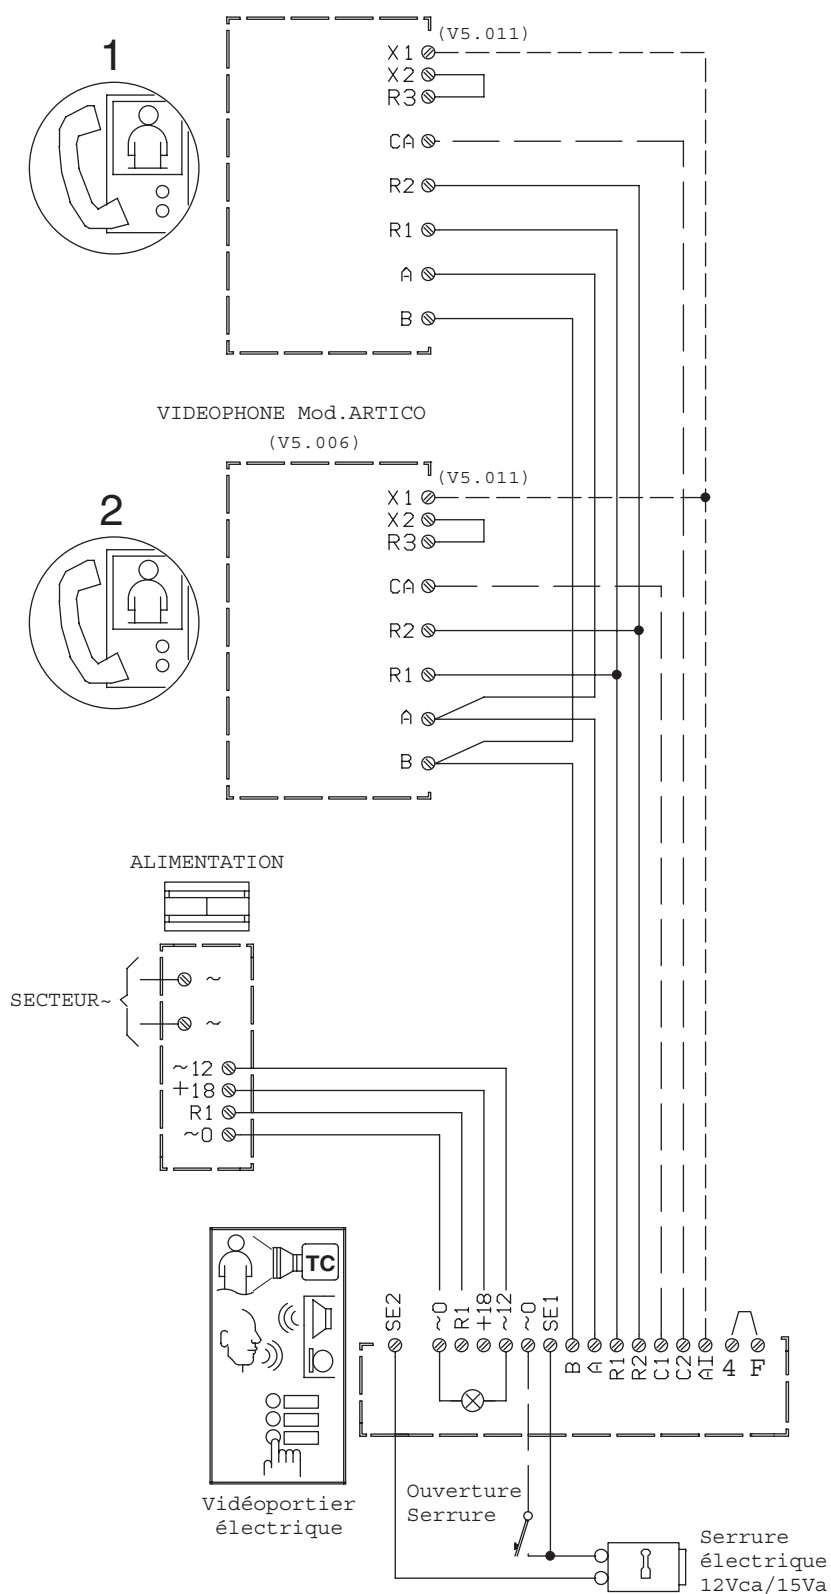 (V5.011)
1
X1
X2
R3
CA
R2
R1
A
B
VIDEOPHONE Mod.ARTICO
(V5.006)
(V5.011)
2
X1
X2
R3
CA
R2
R1
A
B
ALIMENTATION
~
SECTEUR~
~
~12
+18
R1
~0
TC
SE2
~0
R1
+18
~12
~0
SE1
B
A
R1
R2
C1
C2
AI
4
F
Vidéoportier
électrique
Ouverture
Serrure
Serrure
électrique
12Vca/15Va